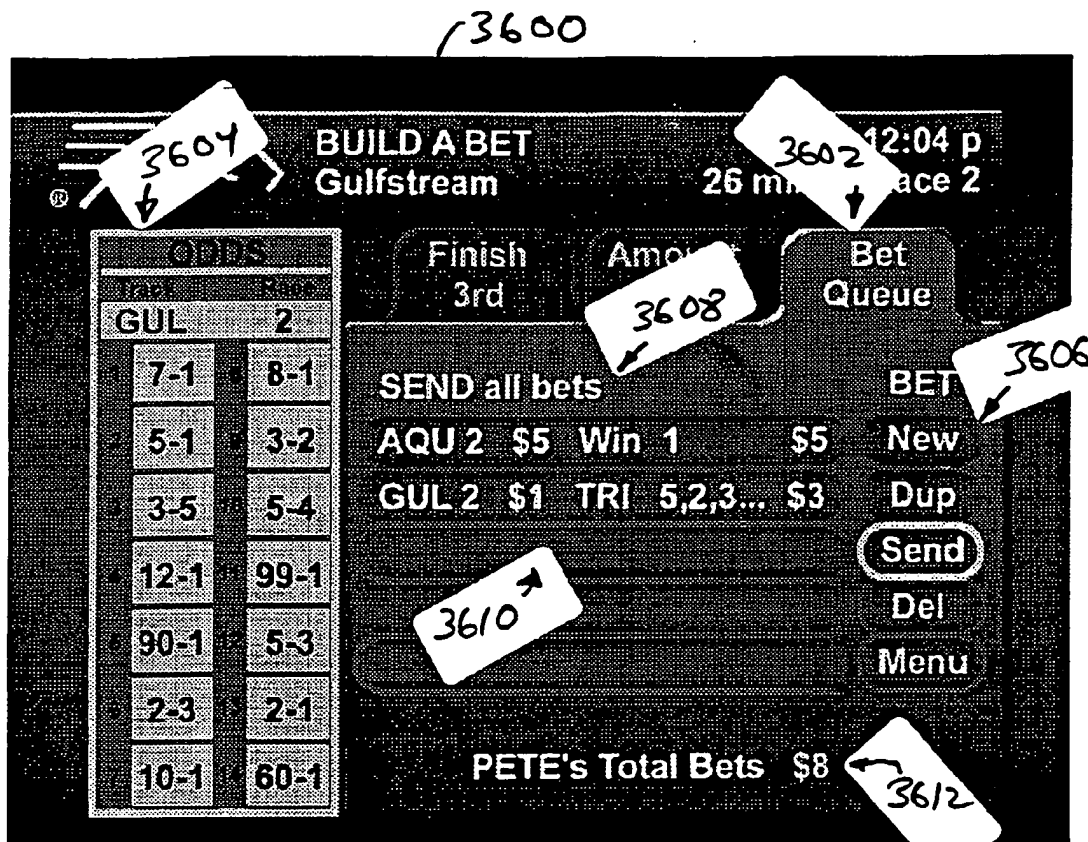 3600
3604
BUILD A BET
Gulfstream
3602
12:04 p
26 mi ace 2
®
ODDS
Track Race
GUL 2
7-1 8-1
5-1 3-2
3-5 5-4
12-1 99-1
90-1 5-3
2-3 2-1
10-1 60-1
Finish
3rd
Bet
Queue
3608
3606
SEND all bets
AQU 2 $5 Win 1 $5
GUL 2 $1 TRI 5,2,3... $3
BET
New
Dup
Send
Del
Menu
3610
PETE's Total Bets $8
3612